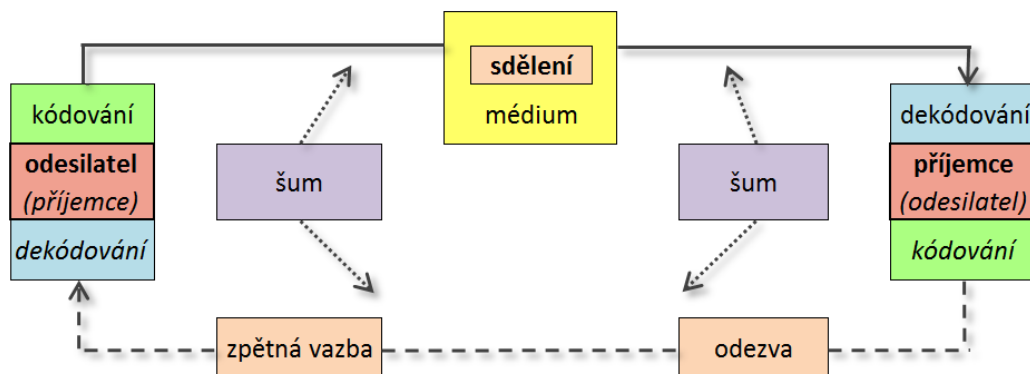 sdělení
médium
kódování
odesilatel
(příjemce)
dekódování
šum
šum
dekódování
příjemce
(odesilatel)
kódování
zpětná vazba
odezva